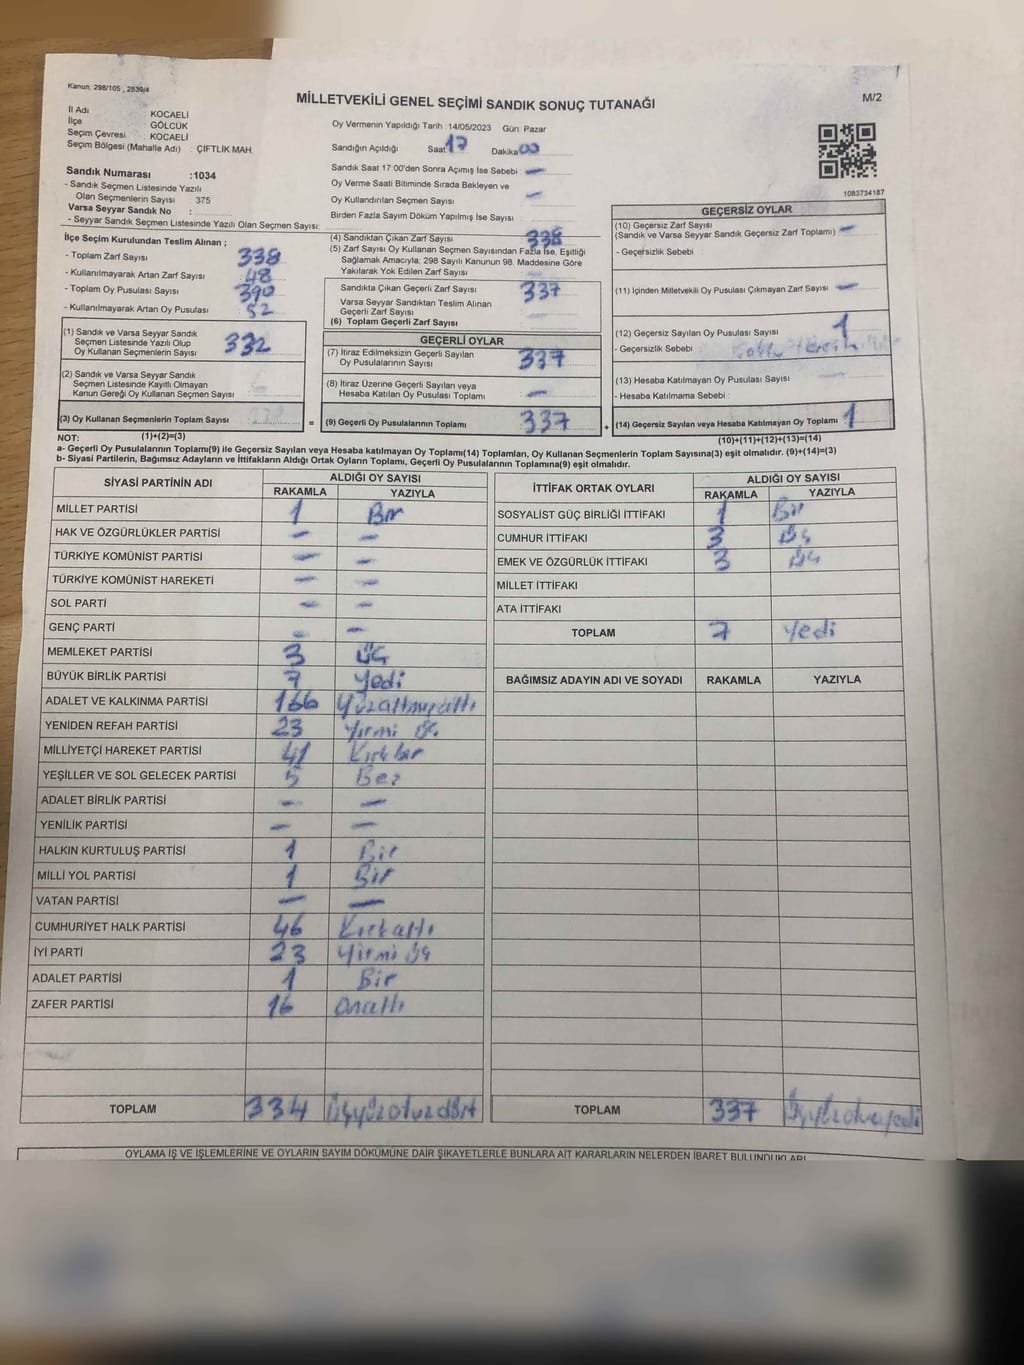 Kanun: 298/105 , 2839/4
MİLLETVEKİLİ GENEL SEÇİMİ SANDIK SONUÇ TUTANAĞI
M/2
İl Adı KOCAELİ
İlçe GÖLCÜK
Seçim Çevresi : KOCAELİ
Seçim Bölgesi (Mahalle Adı) : ÇİFTLİK MAH.
Sandık Numarası :1034
- Sandık Seçmen Listesinde Yazılı
Olan Seçmenlerin Sayısı 375
Varsa Seyyar Sandık No :
- Seyyar Sandık Seçmen Listesinde Yazılı Olan Seçmen Sayısı:
Oy Vermenin Yapıldığı Tarih : 14/05/2023 Gün: Pazar
Sandığın Açıldığı Saat 17 Dakika 00
Sandık Saat 17:00'den Sonra Açımış İse Sebebi : —
Oy Verme Saati Bitiminde Sırada Bekleyen ve
Oy Kullandırılan Seçmen Sayısı —
Birden Fazla Sayım Döküm Yapılmış İse Sayısı :
1083734187
İlçe Seçim Kurulundan Teslim Alınan ;
- Toplam Zarf Sayısı 338
- Kullanılmayarak Artan Zarf Sayısı 48
- Toplam Oy Pusulası Sayısı 390
- Kullanılmayarak Artan Oy Pusulası 52
(1) Sandık ve Varsa Seyyar Sandık
Seçmen Listesinde Yazılı Olup
Oy Kullanan Seçmenlerin Sayısı 332
(2) Sandık ve Varsa Seyyar Sandık
Seçmen Listesinde Kayıtlı Olmayan
Kanun Gereği Oy Kullanan Seçmen Sayısı
(3) Oy Kullanan Seçmenlerin Toplam Sayısı
(4) Sandıktan Çıkan Zarf Sayısı 338
(5) Zarf Sayısı Oy Kullanan Seçmen Sayısından Fazla İse, Eşitliği
Sağlamak Amacıyla, 298 Sayılı Kanunun 98. Maddesine Göre
Yakılarak Yok Edilen Zarf Sayısı
Sandıkta Çıkan Geçerli Zarf Sayısı 337
Varsa Seyyar Sandıktan Teslim Alınan
Geçerli Zarf Sayısı
(6) Toplam Geçerli Zarf Sayısı
GEÇERLİ OYLAR
(7) İtiraz Edilmeksizin Geçerli Sayılan
Oy Pusulalarının Sayısı 337
(8) İtiraz Üzerine Geçerli Sayılan veya
Hesaba Katılan Oy Pusulası Toplamı —
= (9) Geçerli Oy Pusulalarının Toplamı 337
GEÇERSİZ OYLAR
(10) Geçersiz Zarf Sayısı
(Sandık ve Varsa Seyyar Sandık Geçersiz Zarf Toplamı) —
- Geçersizlik Sebebi
(11) İçinden Milletvekili Oy Pusulası Çıkmayan Zarf Sayısı —
(12) Geçersiz Sayılan Oy Pusulası Sayısı 1
- Geçersizlik Sebebi
(13) Hesaba Katılmayan Oy Pusulası Sayısı —
- Hesaba Katılmama Sebebi :
+ (14) Geçersiz Sayılan veya Hesaba Katılmayan Oy Toplamı 1
NOT: (1)+(2)=(3)
(10)+(11)+(12)+(13)=(14)
a- Geçerli Oy Pusulalarının Toplamı(9) ile Geçersiz Sayılan veya Hesaba katılmayan Oy Toplamı(14) Toplamları, Oy Kullanan Seçmenlerin Toplam Sayısına(3) eşit olmalıdır. (9)+(14)=(3)
b- Siyasi Partilerin, Bağımsız Adayların ve İttifakların Aldığı Ortak Oyların Toplamı, Geçerli Oy Pusulalarının Toplamına(9) eşit olmalıdır.
SİYASİ PARTİNİN ADI ALDIĞI OY SAYISI
RAKAMLA YAZIYLA
MİLLET PARTİSİ 1 Bir
HAK VE ÖZGÜRLÜKLER PARTİSİ — —
TÜRKİYE KOMÜNİST PARTİSİ — —
TÜRKİYE KOMÜNİST HAREKETİ — —
SOL PARTİ — —
GENÇ PARTİ — —
MEMLEKET PARTİSİ 3 ÜÇ
BÜYÜK BİRLİK PARTİSİ 7 Yedi
ADALET VE KALKINMA PARTİSİ 166 Yüzaltmışaltı
YENİDEN REFAH PARTİSİ 23 Yirmi üç
MİLLİYETÇİ HAREKET PARTİSİ 41 Kırkbir
YEŞİLLER VE SOL GELECEK PARTİSİ 5 Beş
ADALET BİRLİK PARTİSİ — —
YENİLİK PARTİSİ — —
HALKIN KURTULUŞ PARTİSİ 1 Bir
MİLLİ YOL PARTİSİ 1 Bir
VATAN PARTİSİ — —
CUMHURİYET HALK PARTİSİ 46 Kırkaltı
İYİ PARTİ 23 Yirmi üç
ADALET PARTİSİ 1 Bir
ZAFER PARTİSİ 16 Onaltı
TOPLAM 334 Üçyüzotuzdört
İTTİFAK ORTAK OYLARI ALDIĞI OY SAYISI
RAKAMLA YAZIYLA
SOSYALİST GÜÇ BİRLİĞİ İTTİFAKI 1 Bir
CUMHUR İTTİFAKI 3 Üç
EMEK VE ÖZGÜRLÜK İTTİFAKI 3 Üç
MİLLET İTTİFAKI
ATA İTTİFAKI
TOPLAM 7 Yedi
BAĞIMSIZ ADAYIN ADI VE SOYADI RAKAMLA YAZIYLA
TOPLAM 337 Üçyüzotuzyedi
OYLAMA İŞ VE İŞLEMLERİNE VE OYLARIN SAYIM DÖKÜMÜNE DAİR ŞİKAYETLERLE BUNLARA AİT KARARLARIN NELERDEN İBARET BULUNDUKLARI